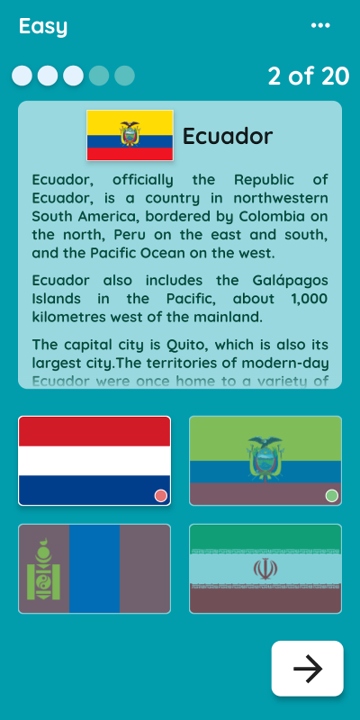 Easy
•••
2 of 20
Ecuador
Ecuador, officially the Republic of
Ecuador, is a country in northwestern
South America, bordered by Colombia on
the north, Peru on the east and south,
and the Pacific Ocean on the west.
Ecuador also includes the Galápagos
Islands in the Pacific, about 1,000
kilometres west of the mainland.
The capital city is Quito, which is also its
largest city.The territories of modern-day
Ecuador were once home to a variety of